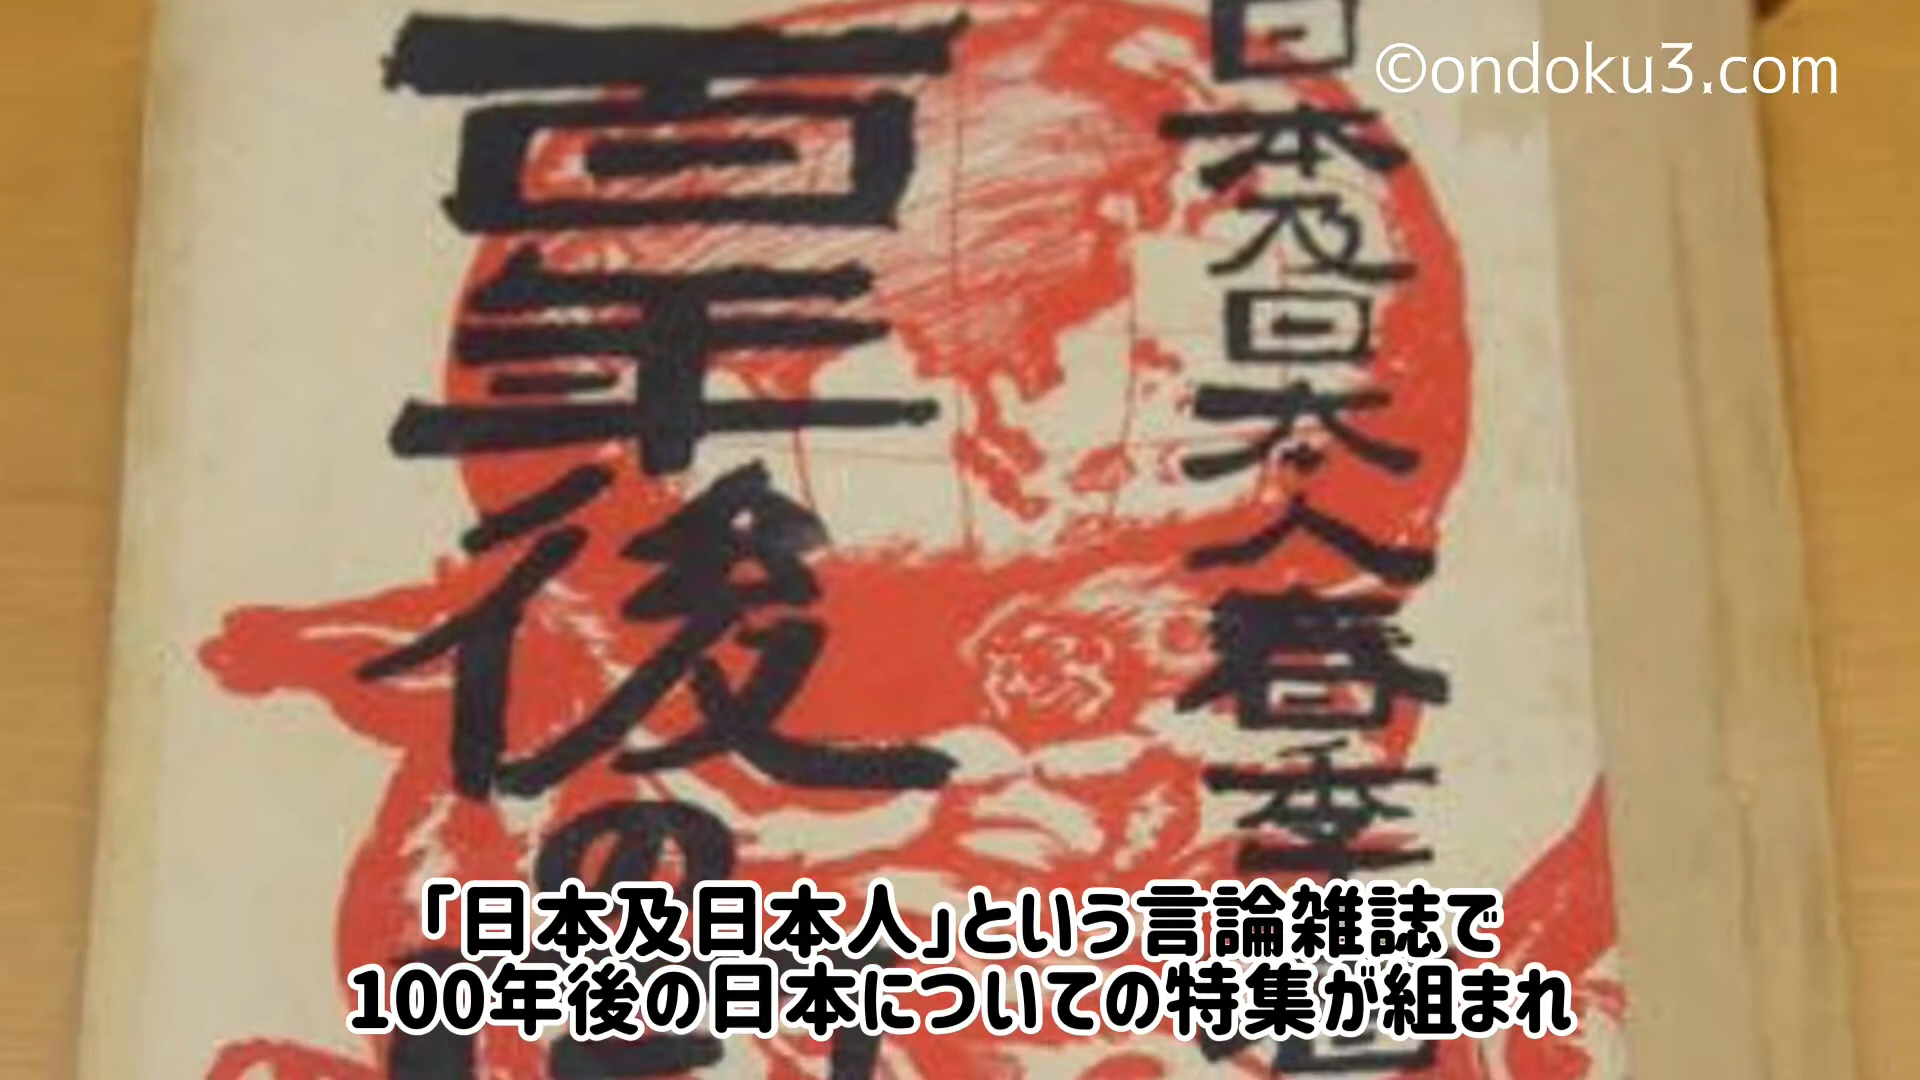 ©ondoku3.com
日本及日本人春季
百年後の
「日本及日本人」という言論雑誌で
100年後の日本についての特集が組まれ